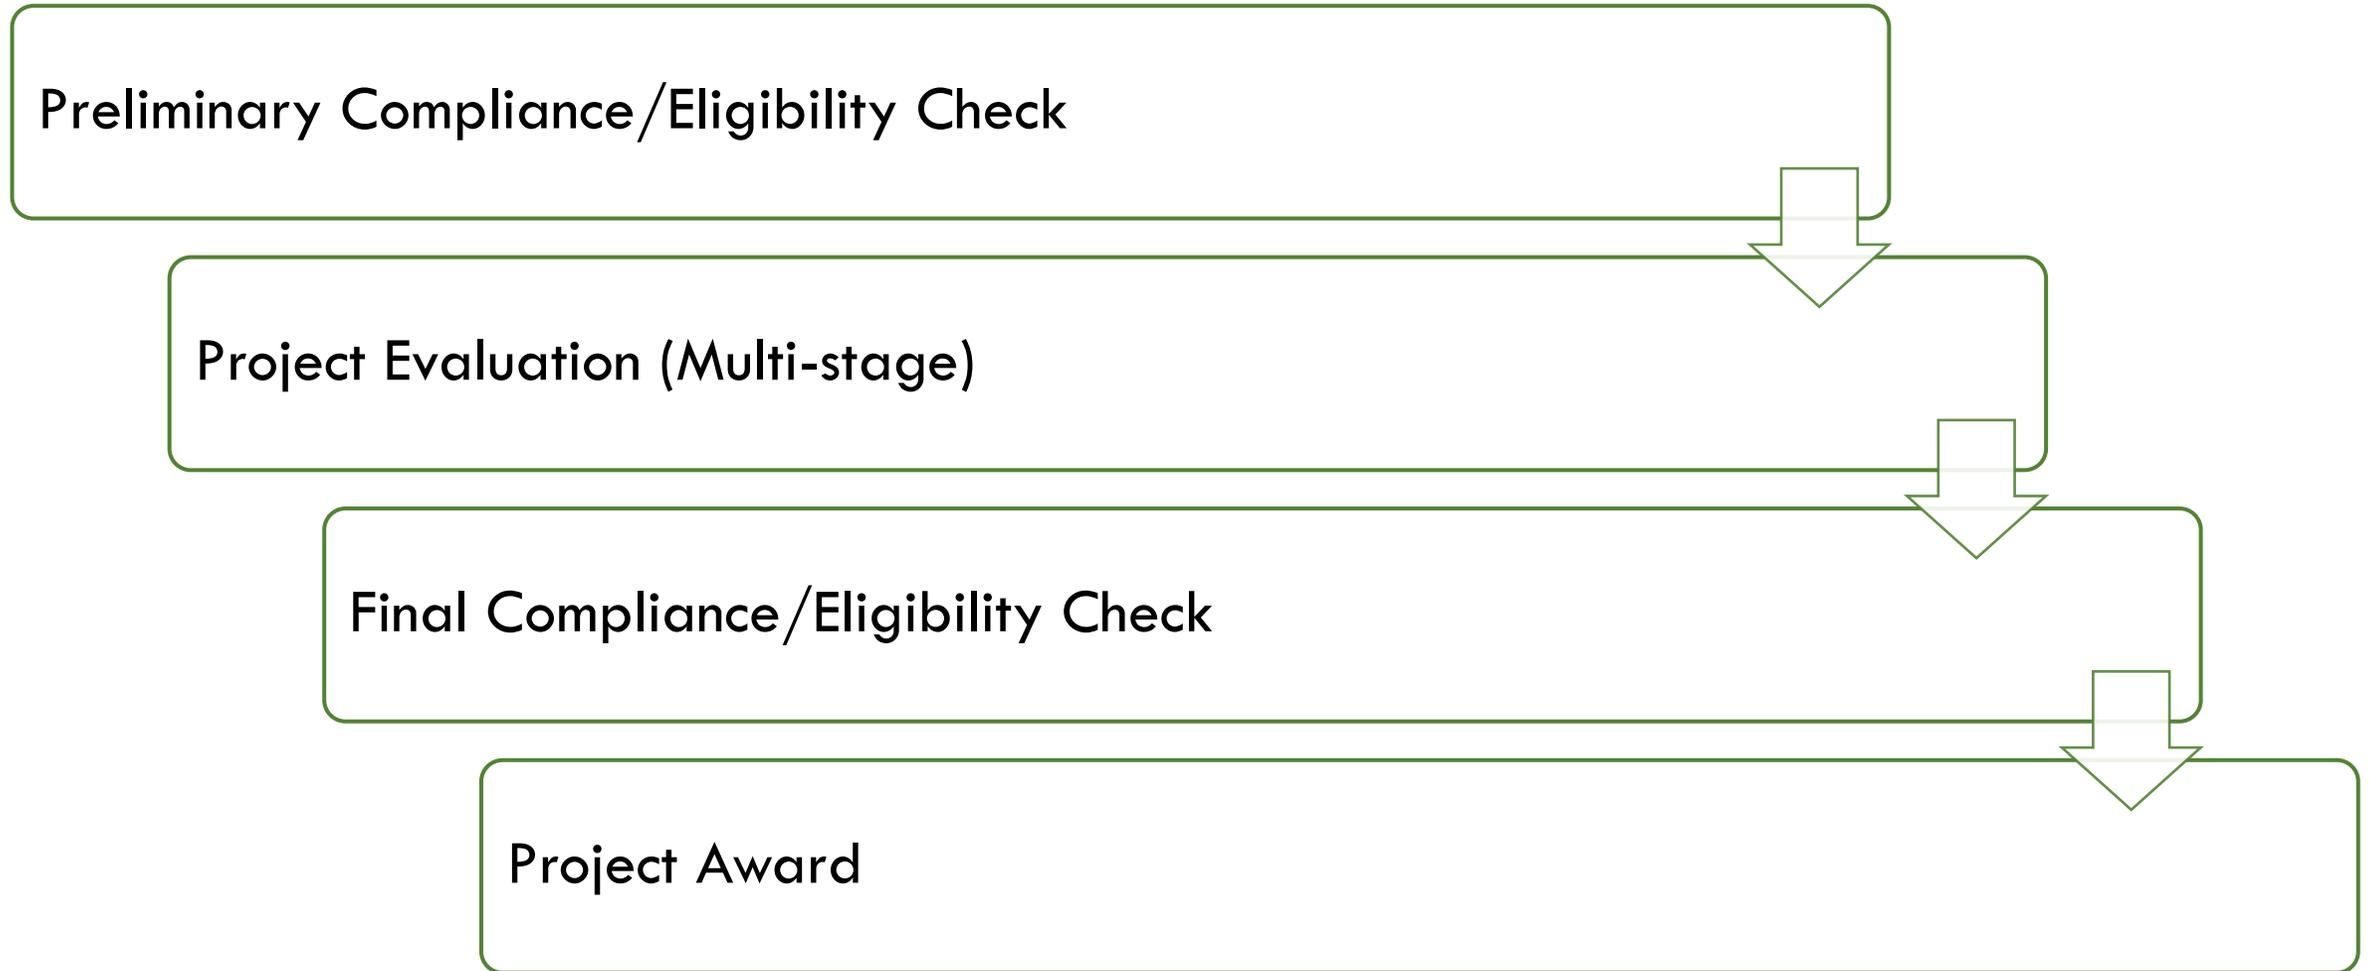 Preliminary Compliance/Eligibility Check
Project Evaluation (Multi-stage)
Final Compliance/Eligibility Check
Project Award